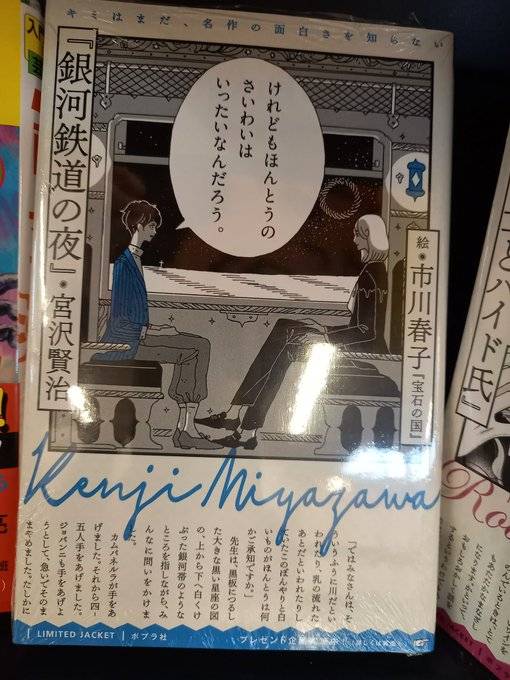 キミはまだ、名作の面白さを知らない
『銀河鉄道の夜』・宮沢賢治
けれどもほんとうの
さいわいは
いったいなんだろう。
絵・市川春子『宝石の国』
Kenji Miyazawa
「ではみなさんは、そ
ういうふうに川だとい
われたり、乳の流れた
あとだといわれたりし
ていたこのぼんやりと白
いものがほんとうは何
かご承知ですか。」
先生は、黒板につるし
た大きな黒い星座の図
の、上から下へ白くけ
ぶった銀河帯のような
ところを指しながら、み
んなに問いをかけま
した。
カムパネルラが手をあ
げました。それから四、
五人手をあげました。
ジョバンニも手をあげよ
うとして、急いでそのま
まやめました。たしかに
LIMITED JACKET | ポプラ社
プレゼント企
とハイド氏』